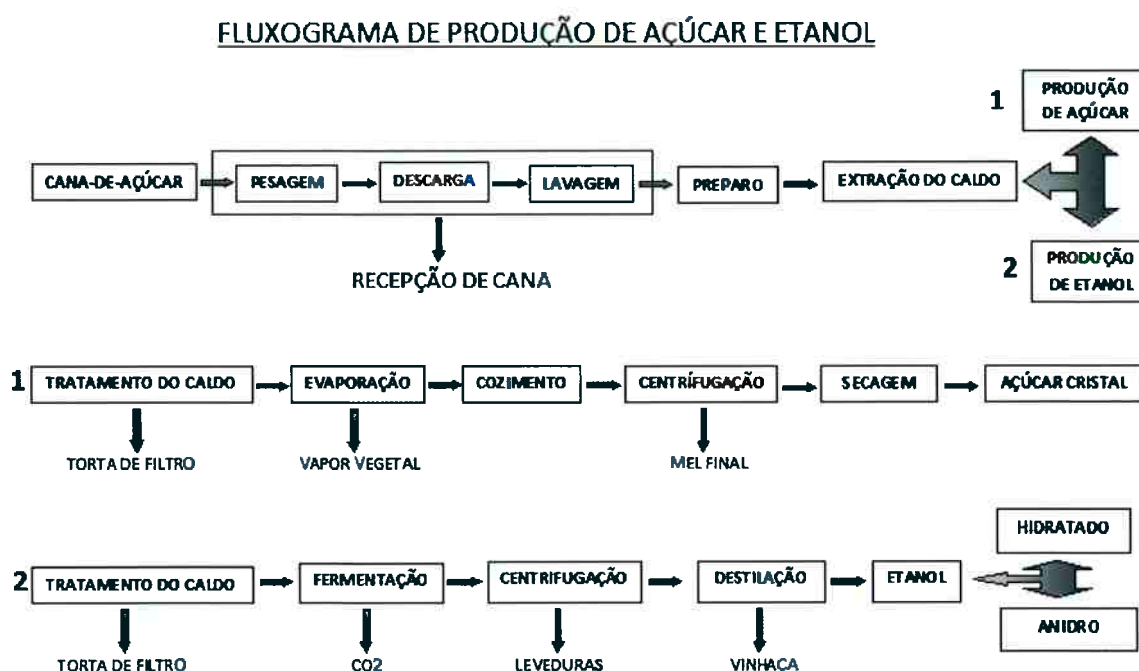 FLUXOGRAMA DE PRODUÇÃO DE AÇÚCAR E ETANOL
1
PRODUÇÃO
DE AÇÚCAR
CANA-DE-AÇÚCAR
PESAGEM
DESCARGA
LAVAGEM
PREPARO
EXTRAÇÃO DO CALDO
RECEPÇÃO DE CANA
2
PRODUÇÃO
DE ETANOL
1
TRATAMENTO DO CALDO
EVAPORAÇÃO
COZIMENTO
CENTRÍFUGAÇÃO
SECAGEM
AÇÚCAR CRISTAL
TORTA DE FILTRO
VAPOR VEGETAL
MEL FINAL
HIDRATADO
2
TRATAMENTO DO CALDO
FERMENTAÇÃO
CENTRIFUGAÇÃO
DESTILAÇÃO
ETANOL
ANIDRO
TORTA DE FILTRO
CO2
LEVEDURAS
VINHACA